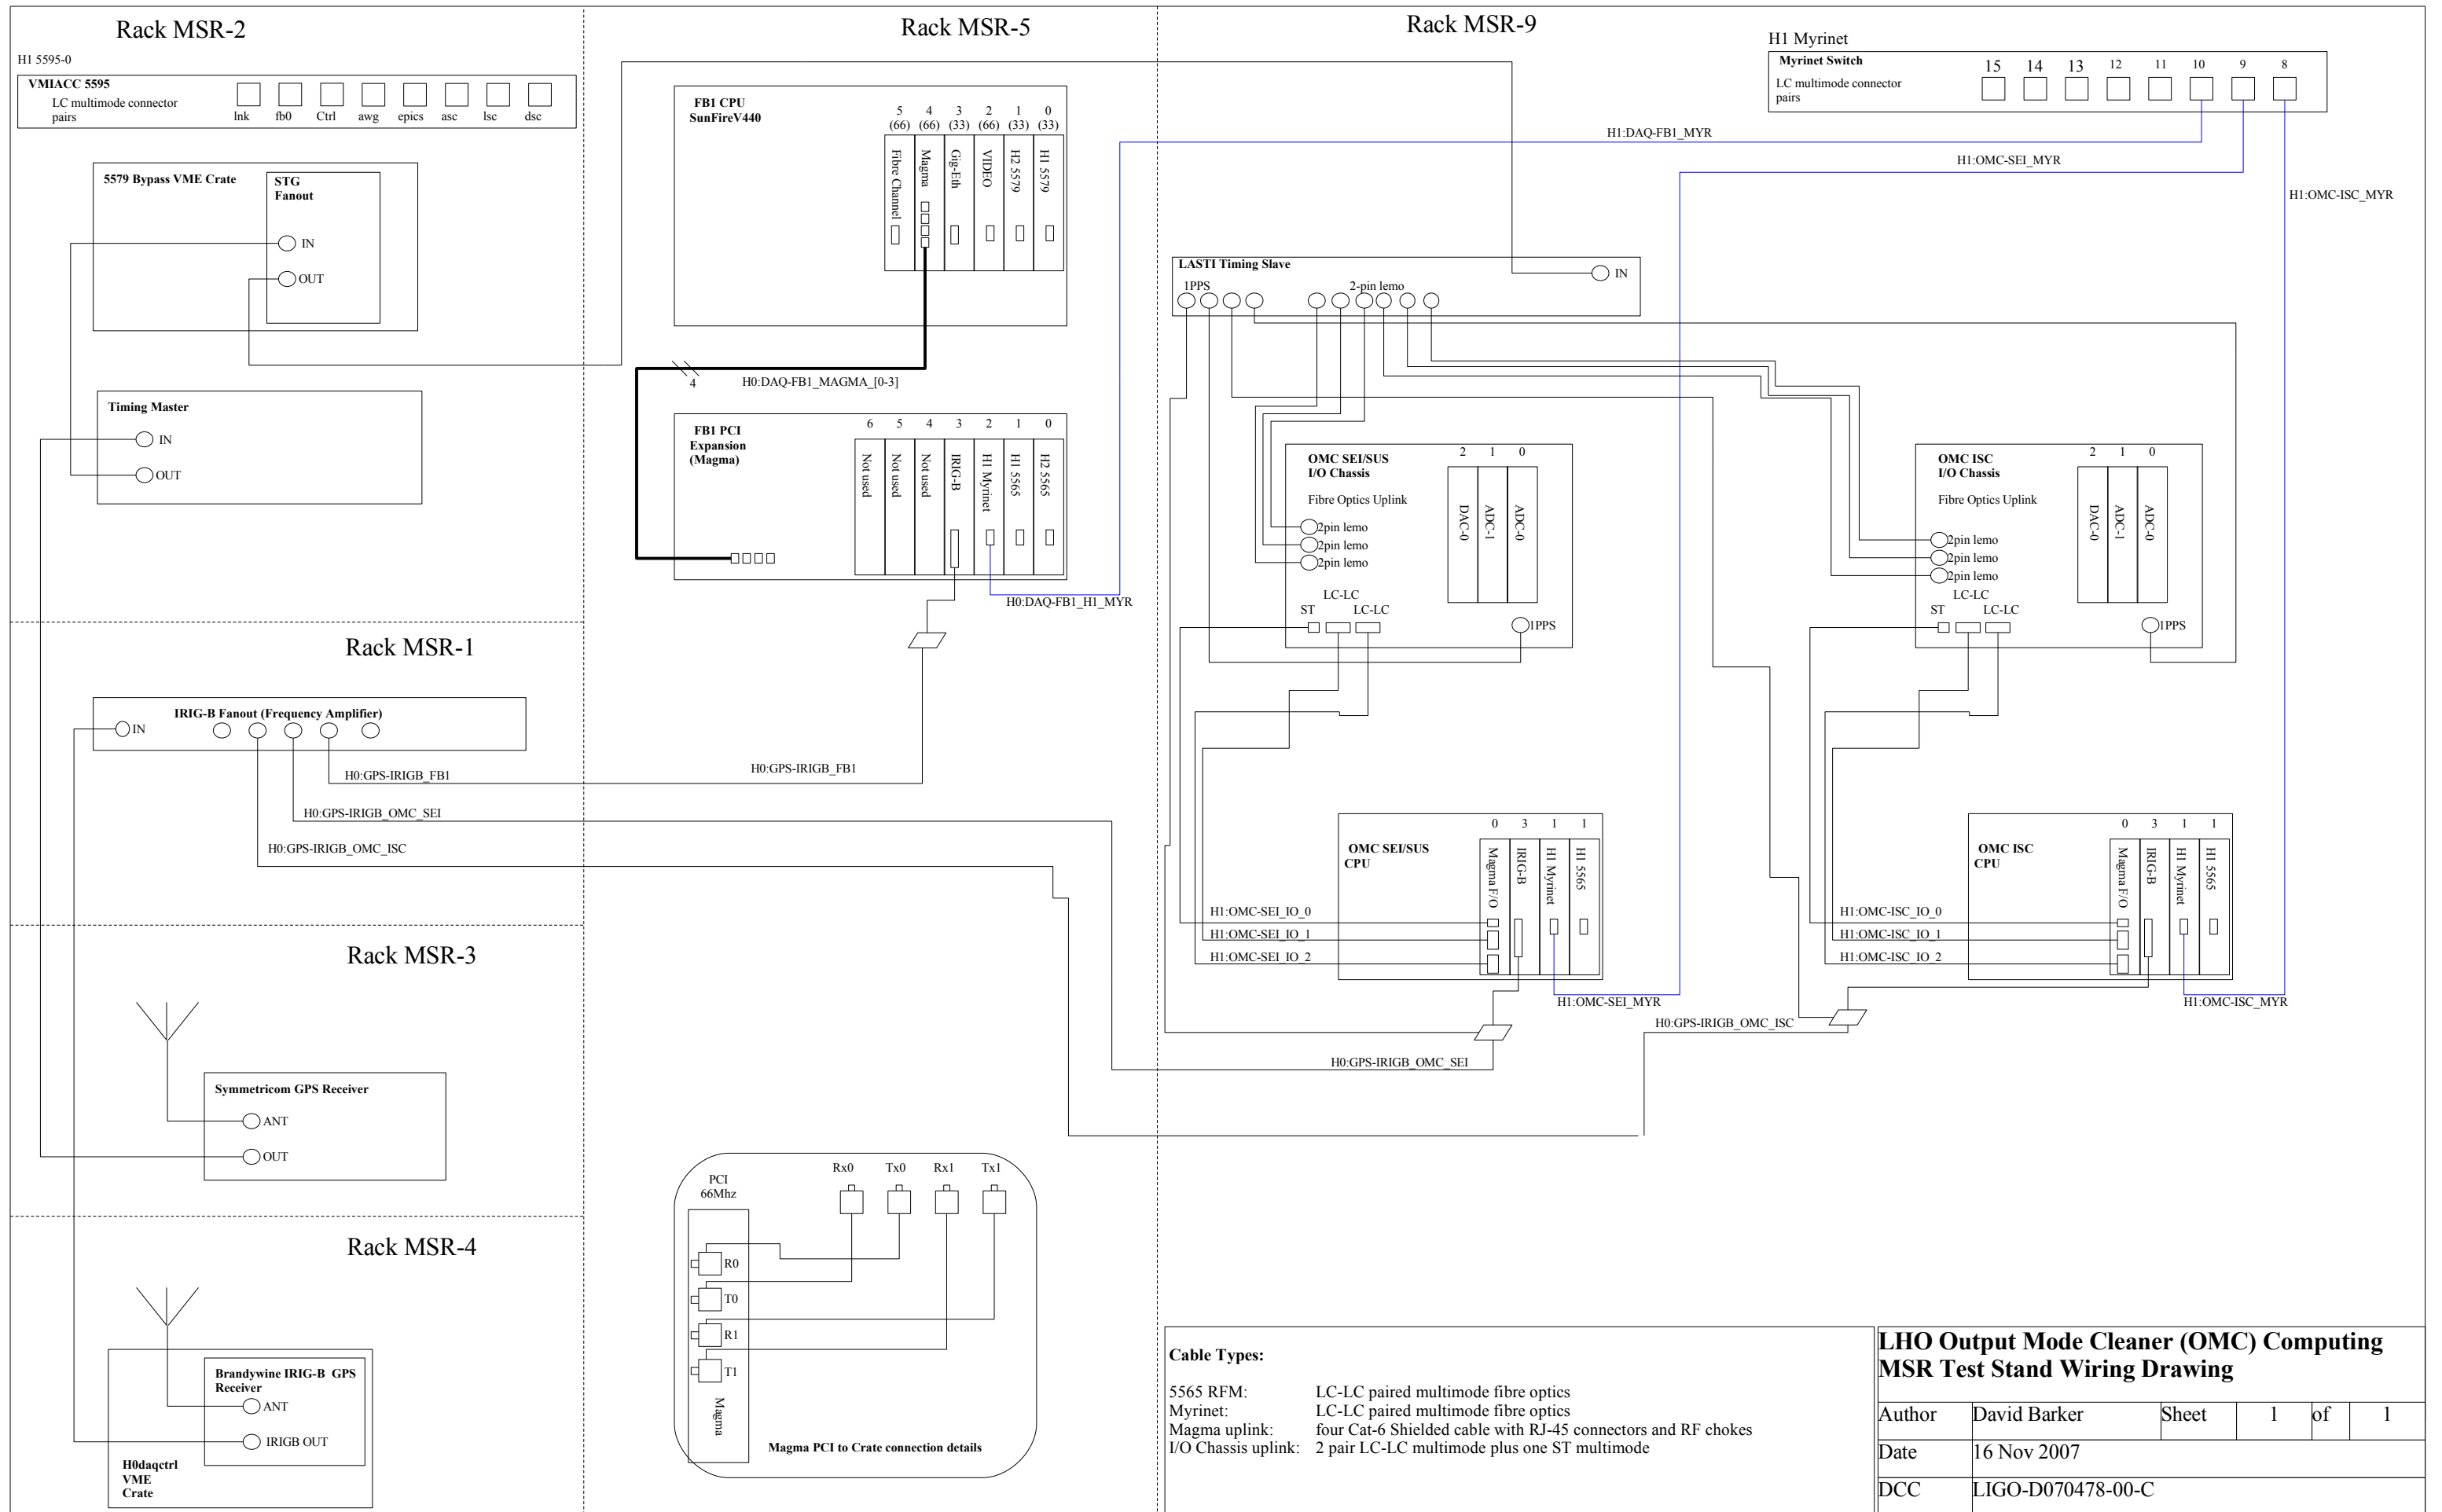 Rack MSR-2
Rack MSR-5
Rack MSR-9
H1 5595-0
VMIACC 5595
LC multimode connector
pairs
lnk fb0 Ctrl awg epics asc lsc dsc
5579 Bypass VME Crate
STG
Fanout
IN
OUT
Timing Master
IN
OUT
Rack MSR-1
IRIG-B Fanout (Frequency Amplifier)
IN
H0:GPS-IRIGB_FB1
H0:GPS-IRIGB_OMC_SEI
H0:GPS-IRIGB_OMC_ISC
Rack MSR-3
Symmetricom GPS Receiver
ANT
OUT
Rack MSR-4
Brandywine IRIG-B GPS
Receiver
ANT
IRIGB OUT
H0daqctrl
VME
Crate
FB1 CPU
SunFireV440
5 4 3 2 1 0
(66) (66) (33) (66) (33) (33)
Fibre Channel
Magma
Gig-Eth
VIDEO
H2 5579
H1 5579
4
H0:DAQ-FB1_MAGMA_[0-3]
FB1 PCI
Expansion
(Magma)
6 5 4 3 2 1 0
Not used
Not used
Not used
IRIG-B
H1 Myrinet
H1 5565
H2 5565
H0:DAQ-FB1_H1_MYR
H0:GPS-IRIGB_FB1
PCI
66Mhz
Rx0 Tx0 Rx1 Tx1
R0
T0
R1
T1
Magma
Magma PCI to Crate connection details
H1 Myrinet
Myrinet Switch
LC multimode connector
pairs
15 14 13 12 11 10 9 8
H1:DAQ-FB1_MYR
H1:OMC-SEI_MYR
H1:OMC-ISC_MYR
LASTI Timing Slave
1PPS
2-pin lemo
IN
OMC SEI/SUS
I/O Chassis
Fibre Optics Uplink
2pin lemo
2pin lemo
2pin lemo
LC-LC
ST LC-LC
2 1 0
DAC-0
ADC-1
ADC-0
1PPS
OMC ISC
I/O Chassis
Fibre Optics Uplink
2pin lemo
2pin lemo
2pin lemo
LC-LC
ST LC-LC
2 1 0
DAC-0
ADC-1
ADC-0
1PPS
OMC SEI/SUS
CPU
0 3 1 1
Magma F/O
IRIG-B
H1 Myrinet
H1 5565
H1:OMC-SEI_IO_0
H1:OMC-SEI_IO_1
H1:OMC-SEI_IO_2
H1:OMC-SEI_MYR
H0:GPS-IRIGB_OMC_SEI
OMC ISC
CPU
0 3 1 1
Magma F/O
IRIG-B
H1 Myrinet
H1 5565
H1:OMC-ISC_IO_0
H1:OMC-ISC_IO_1
H1:OMC-ISC_IO_2
H1:OMC-ISC_MYR
H0:GPS-IRIGB_OMC_ISC
Cable Types:
5565 RFM: LC-LC paired multimode fibre optics
Myrinet: LC-LC paired multimode fibre optics
Magma uplink: four Cat-6 Shielded cable with RJ-45 connectors and RF chokes
I/O Chassis uplink: 2 pair LC-LC multimode plus one ST multimode
LHO Output Mode Cleaner (OMC) Computing
MSR Test Stand Wiring Drawing
Author David Barker Sheet 1 of 1
Date 16 Nov 2007
DCC LIGO-D070478-00-C